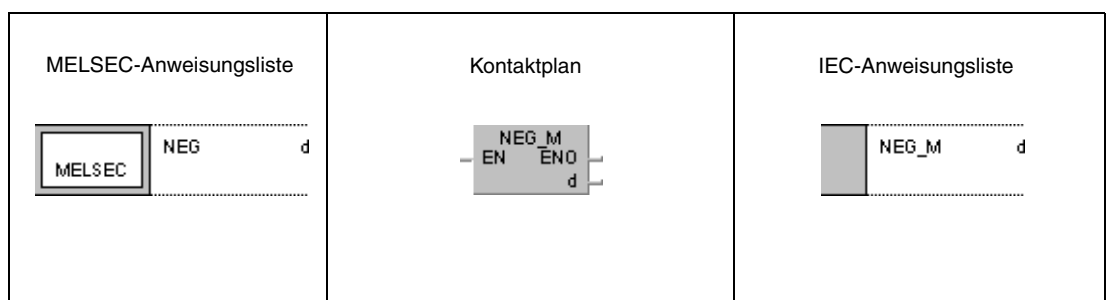 MELSEC-Anweisungsliste
MELSEC
NEG d
Kontaktplan
NEG_M
EN ENO
d
IEC-Anweisungsliste
NEG_M d